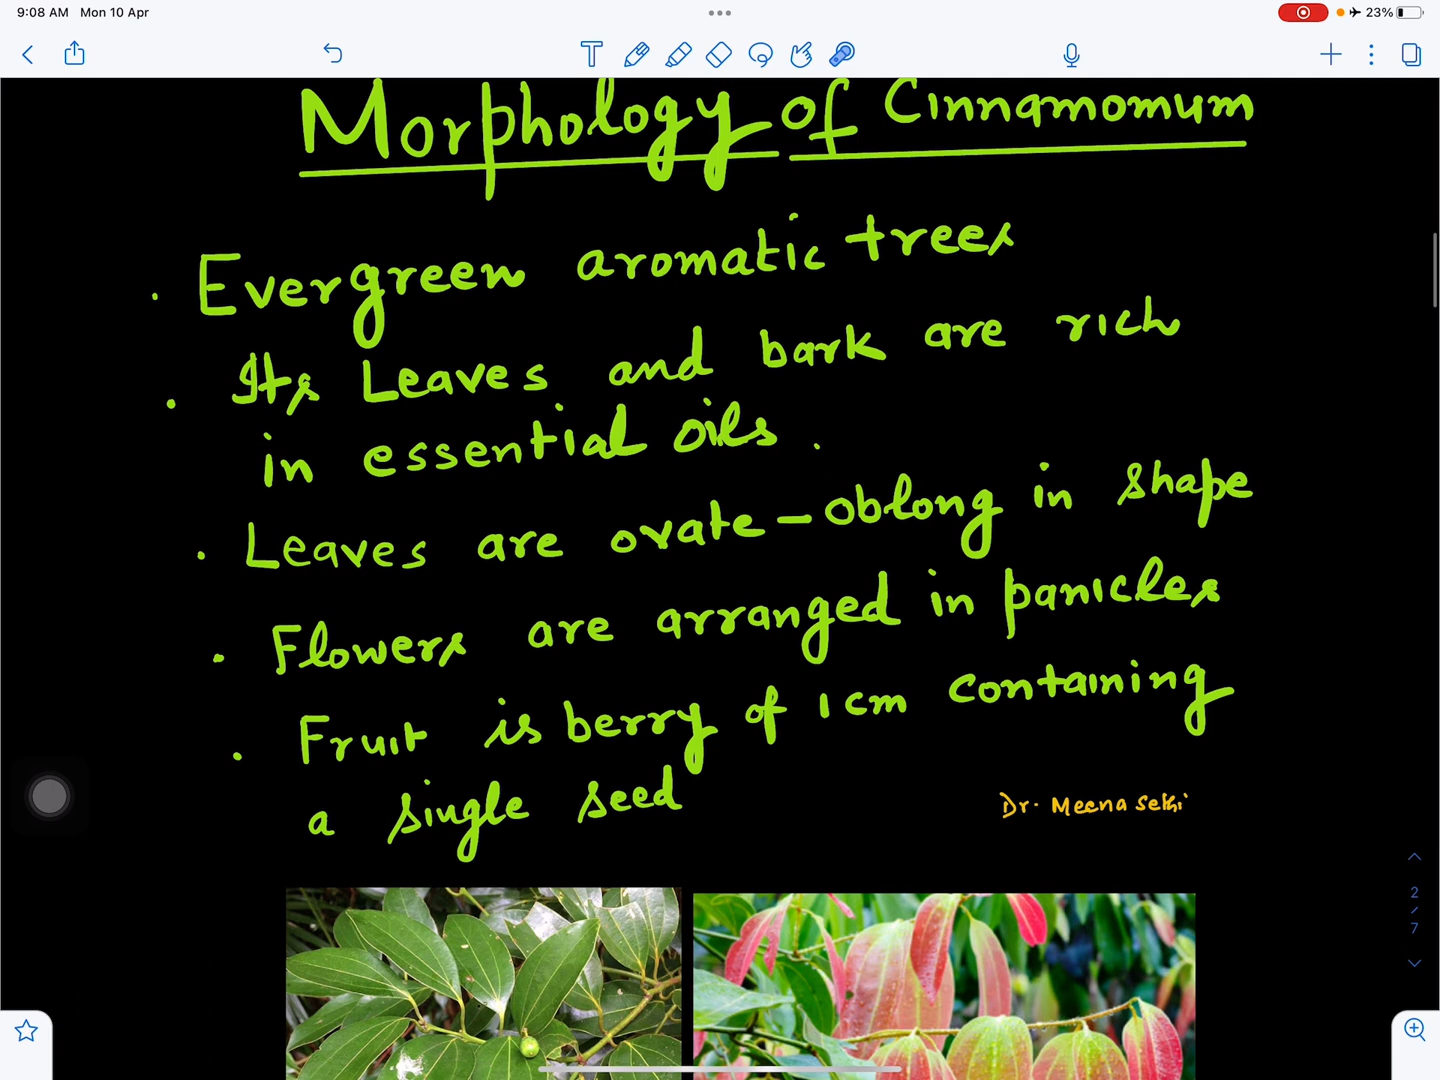 9:08 AM Mon 10 Apr
23%
Morphology of Cinnamomum
· Evergreen aromatic trees
· Its Leaves and bark are rich
in essential oils.
· Leaves are ovate-oblong in shape
· Flowers are arranged in panicles
· Fruit is berry of 1 cm containing
a single seed
Dr. Meena Sethi
2
/
7